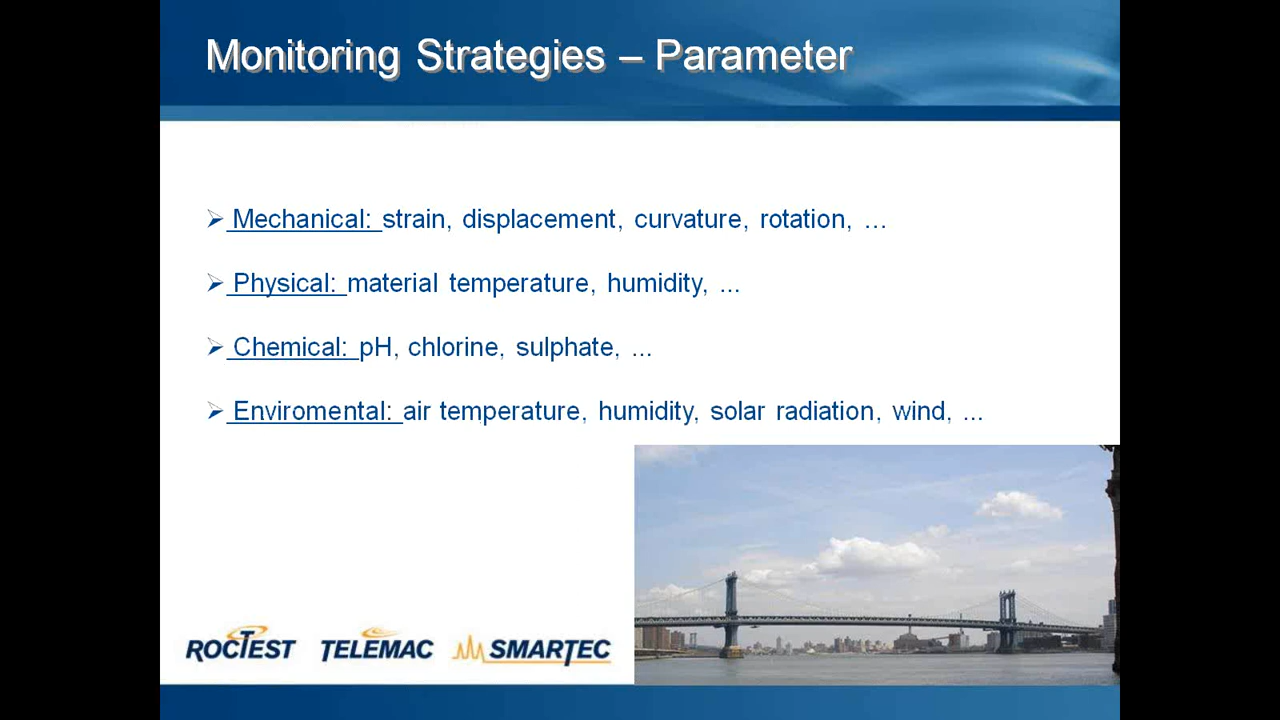 Monitoring Strategies – Parameter
Mechanical: strain, displacement, curvature, rotation, …
Physical: material temperature, humidity, ...
Chemical: pH, chlorine, sulphate, ...
Enviromental: air temperature, humidity, solar radiation, wind, ...
ROCTEST TELEMAC SMARTEC